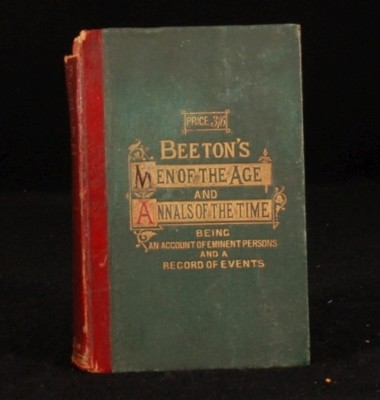 PRICE 3/6
BEETON'S
MEN OF THE AGE
AND
ANNALS OF THE TIME
BEING
AN ACCOUNT OF EMINENT PERSONS
AND A
RECORD OF EVENTS